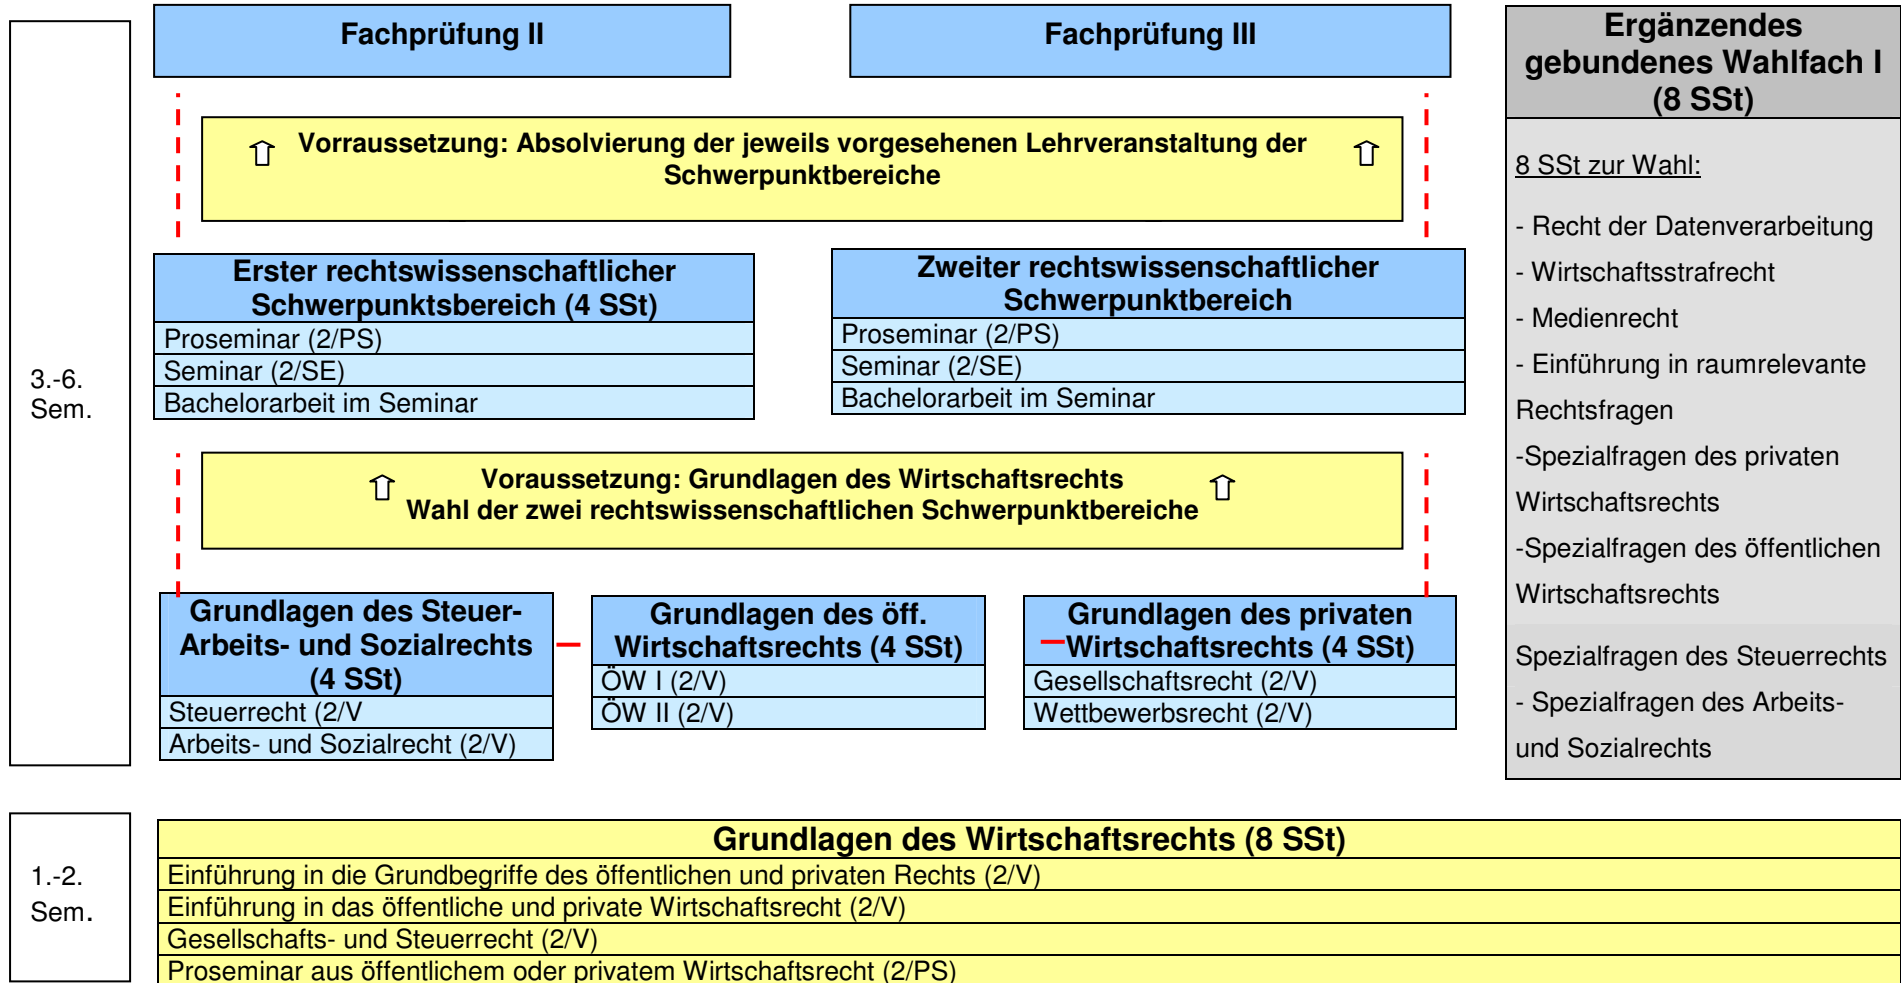 Fachprüfung II
Fachprüfung III
Ergänzendes
gebundenes Wahlfach I
(8 SSt)
Vorraussetzung: Absolvierung der jeweils vorgesehenen Lehrveranstaltung der
Schwerpunktbereiche
8 SSt zur Wahl:
- Recht der Datenverarbeitung
- Wirtschaftsstrafrecht
- Medienrecht
- Einführung in raumrelevante
Rechtsfragen
-Spezialfragen des privaten
Wirtschaftsrechts
-Spezialfragen des öffentlichen
Wirtschaftsrechts
Spezialfragen des Steuerrechts
- Spezialfragen des Arbeits-
und Sozialrechts
3.-6.
Sem.
Erster rechtswissenschaftlicher
Schwerpunktsbereich (4 SSt)
Proseminar (2/PS)
Seminar (2/SE)
Bachelorarbeit im Seminar
Zweiter rechtswissenschaftlicher
Schwerpunktbereich
Proseminar (2/PS)
Seminar (2/SE)
Bachelorarbeit im Seminar
Voraussetzung: Grundlagen des Wirtschaftsrechts
Wahl der zwei rechtswissenschaftlichen Schwerpunktbereiche
Grundlagen des Steuer-
Arbeits- und Sozialrechts
(4 SSt)
Steuerrecht (2/V
Arbeits- und Sozialrecht (2/V)
Grundlagen des öff.
Wirtschaftsrechts (4 SSt)
ÖW I (2/V)
ÖW II (2/V)
Grundlagen des privaten
Wirtschaftsrechts (4 SSt)
Gesellschaftsrecht (2/V)
Wettbewerbsrecht (2/V)
1.-2.
Sem.
Grundlagen des Wirtschaftsrechts (8 SSt)
Einführung in die Grundbegriffe des öffentlichen und privaten Rechts (2/V)
Einführung in das öffentliche und private Wirtschaftsrecht (2/V)
Gesellschafts- und Steuerrecht (2/V)
Proseminar aus öffentlichem oder privatem Wirtschaftsrecht (2/PS)